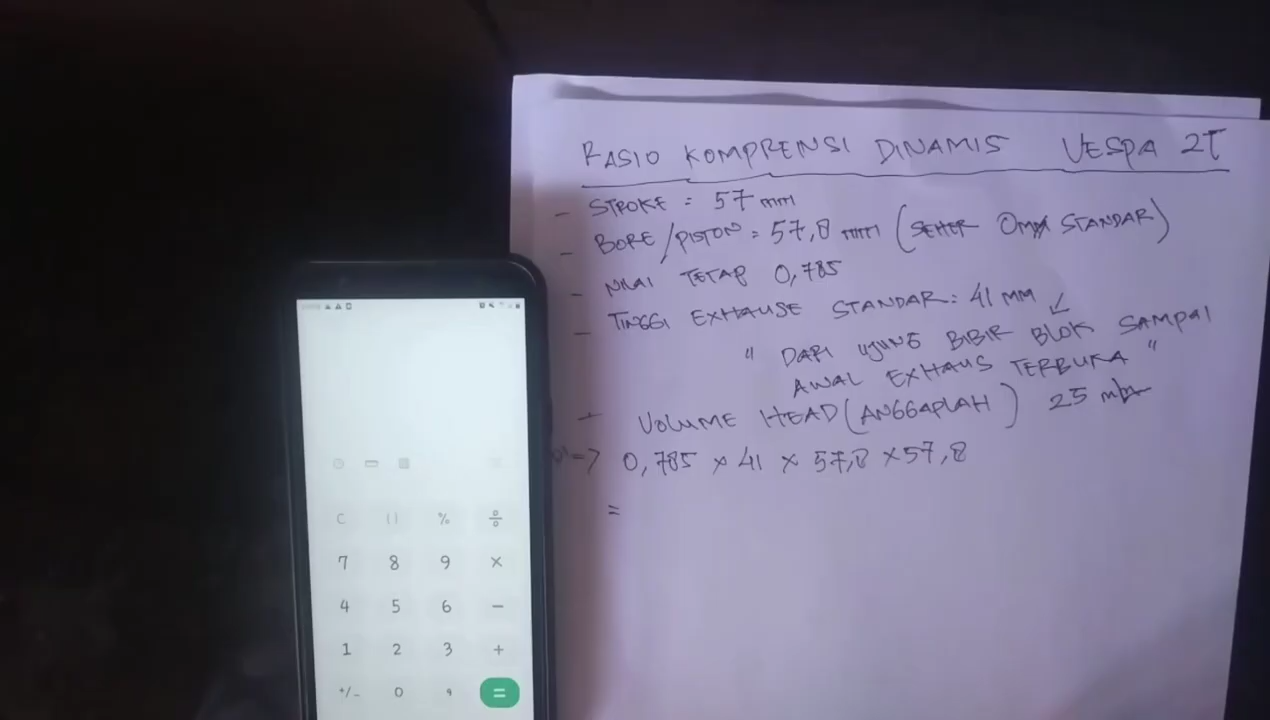 RASIO KOMPRENSI DINAMIS VESPA 2T
- STROKE = 57 mm
- BORE/PISTON = 57,8 mm (SEHER OM STANDAR)
- NILAI TETAP 0,785
- TINGGI EXHAUSE STANDAR: 41 MM
" DARI UJUNG BIBIR BLOK SAMPAI
AWAL EXHAUS TERBUKA "
- VOLUME HEAD (ANGGAPLAH) 25
=> 0,785 x 41 x 57,8 x 57,8
=
C ( ) % ÷
7 8 9 ×
4 5 6 −
1 2 3 +
+/− 0 , =